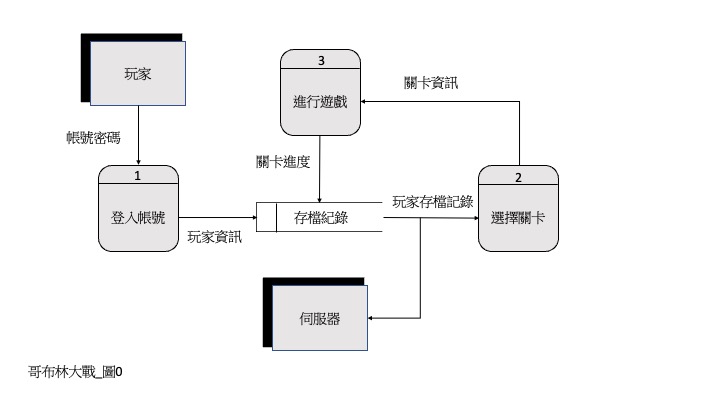 玩家
3
進行遊戲
關卡資訊
帳號密碼
關卡進度
1
登入帳號
2
選擇關卡
玩家存檔記錄
存檔紀錄
玩家資訊
伺服器
哥布林大戰_圖0